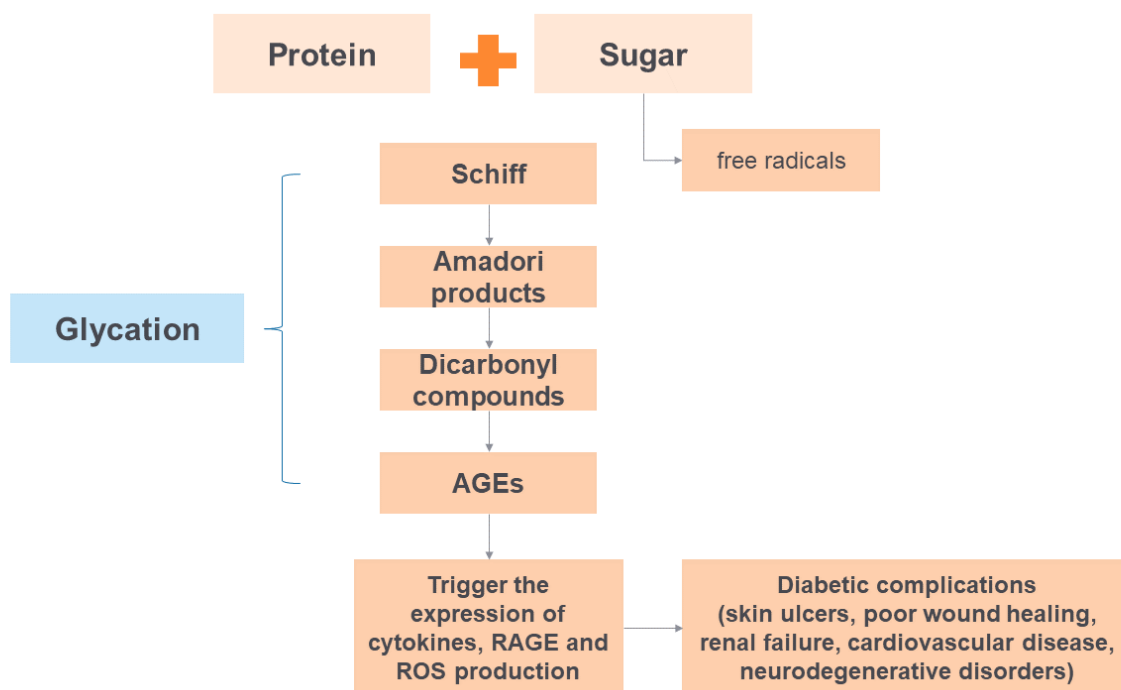 Protein
Sugar
free radicals
Schiff
Amadori
products
Glycation
Dicarbonyl
compounds
AGEs
Trigger the
expression of
cytokines, RAGE and
ROS production
Diabetic complications
(skin ulcers, poor wound healing,
renal failure, cardiovascular disease,
neurodegenerative disorders)